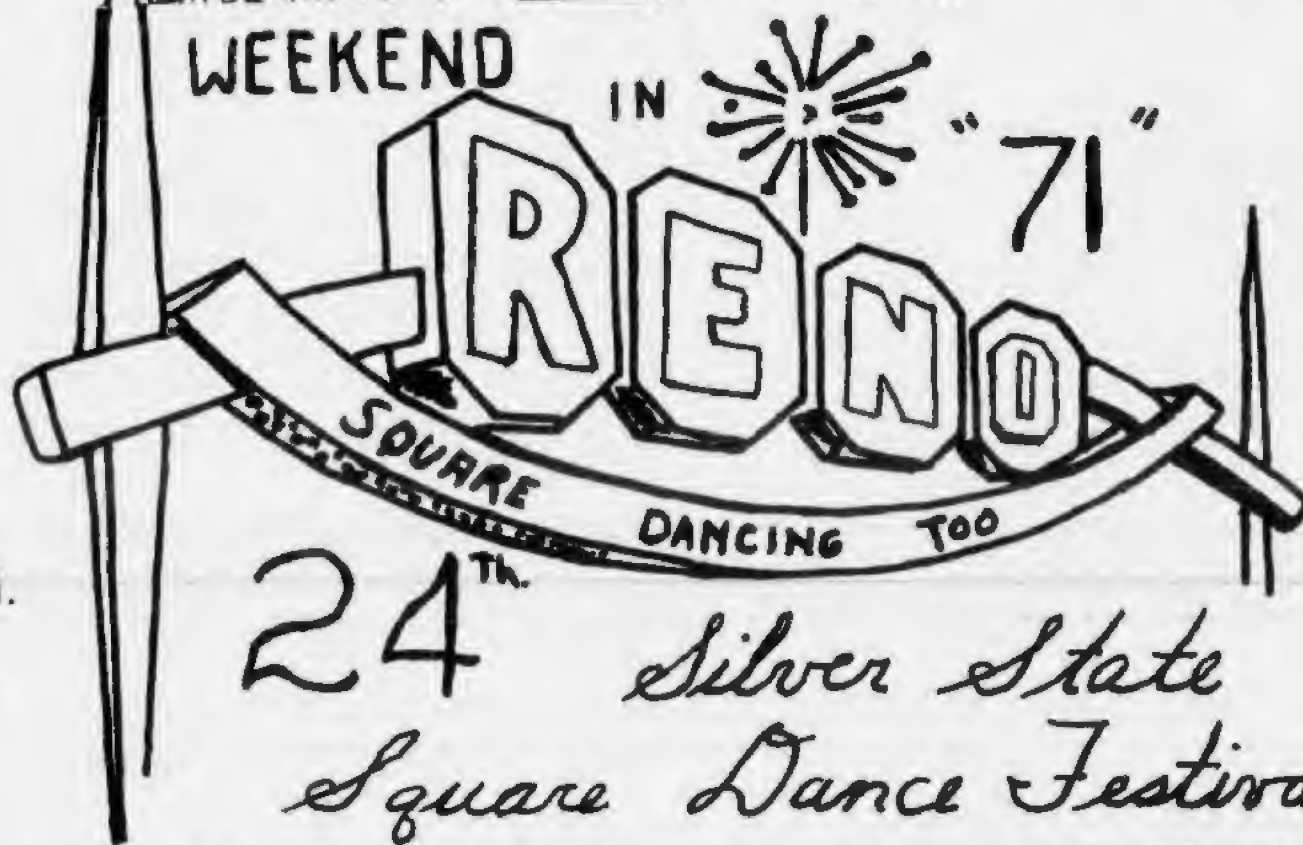 WEEKEND
IN "71"
RENO
SQUARE DANCING TOO
24Th.
Silver State
Square Dance Festiva